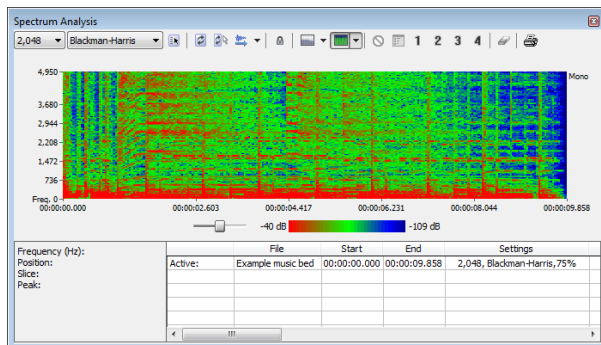 Spectrum Analysis
2,048 Blackman-Harris 1 2 3 4
4,950
Mono
3,680
2,944
2,208
1,472
736
Freq. 0
00:00:00.000 00:00:02.603 00:00:04.417 00:00:06.231 00:00:08.044 00:00:09.858
-40 dB -109 dB
Frequency (Hz):
Position:
Slice:
Peak:
File Start End Settings
Active: Example music bed 00:00:00.000 00:00:09.858 2,048, Blackman-Harris,75%